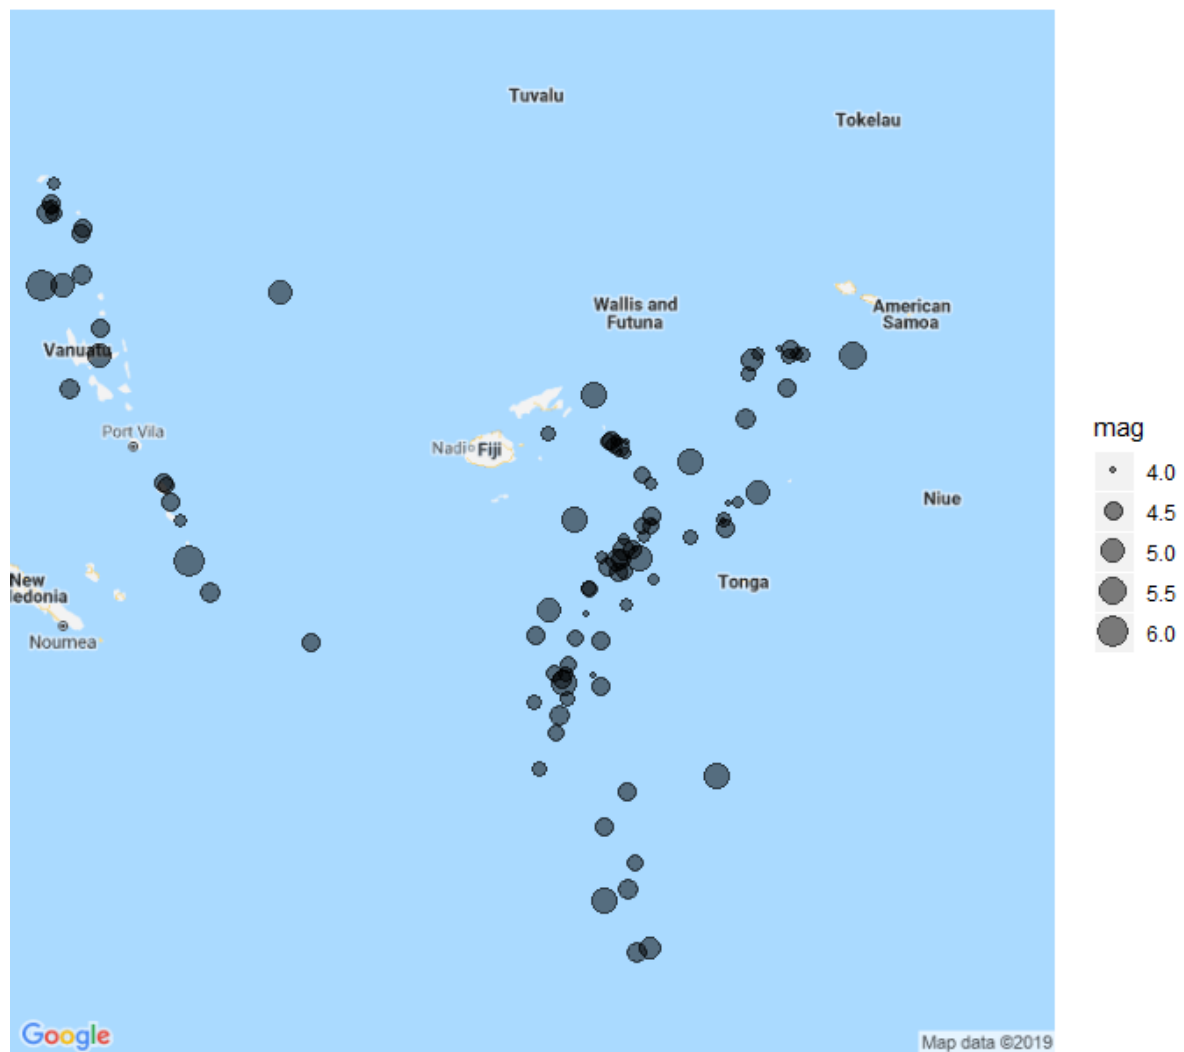 Tuvalu
Tokelau
Wallis and
Futuna
American
Samoa
Vanuatu
Port Vila
Nadi
Fiji
mag
4.0
4.5
5.0
5.5
6.0
Niue
Tonga
New
ledonia
Noumea
Google
Map data ©2019